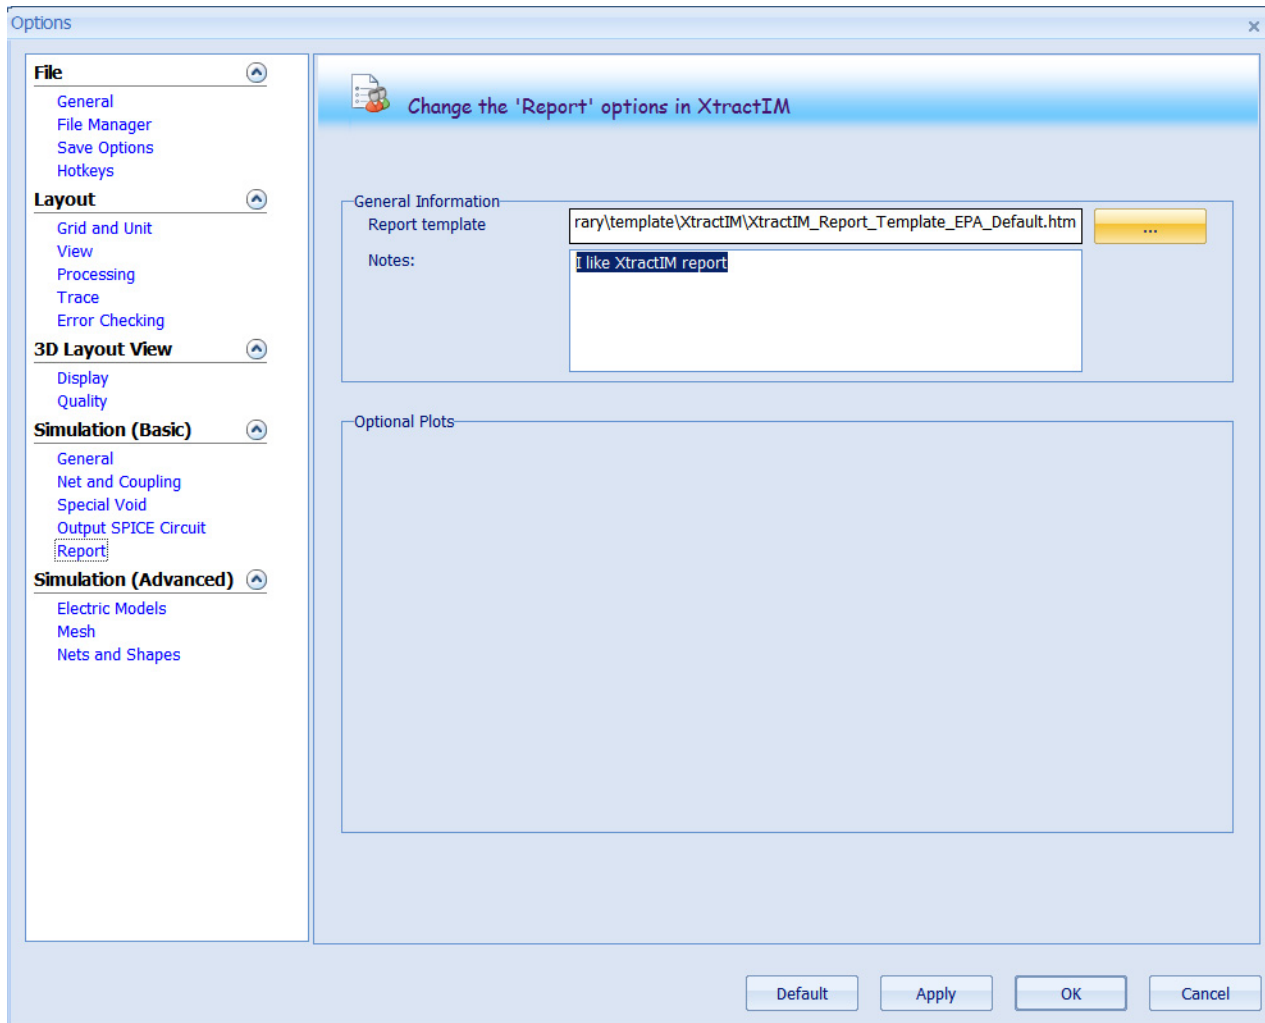 Options
File
General
File Manager
Save Options
Hotkeys
Layout
Grid and Unit
View
Processing
Trace
Error Checking
3D Layout View
Display
Quality
Simulation (Basic)
General
Net and Coupling
Special Void
Output SPICE Circuit
Report
Simulation (Advanced)
Electric Models
Mesh
Nets and Shapes
Change the 'Report' options in XtractIM
General Information
Report template
rary\template\XtractIM\XtractIM_Report_Template_EPA_Default.htm
...
Notes:
I like XtractIM report
Optional Plots
Default
Apply
OK
Cancel